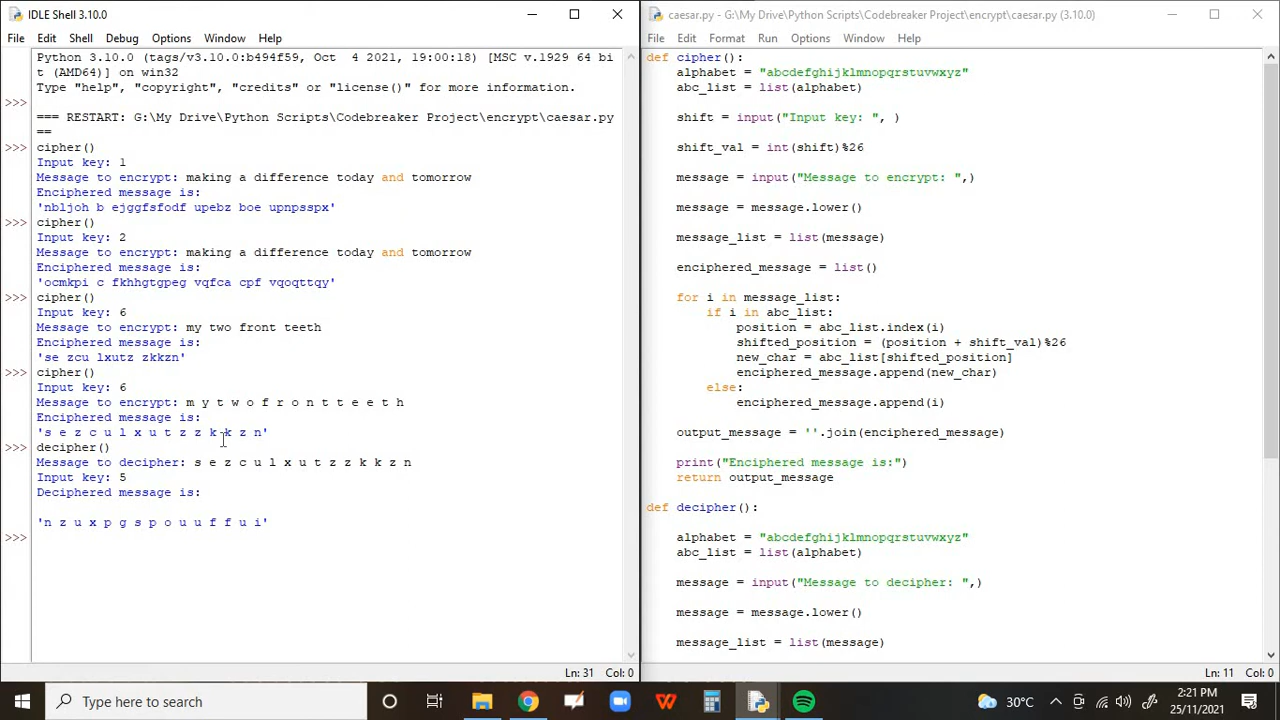 IDLE Shell 3.10.0
File Edit Shell Debug Options Window Help
Python 3.10.0 (tags/v3.10.0:b494f59, Oct  4 2021, 19:00:18) [MSC v.1929 64 bi
t (AMD64)] on win32
Type "help", "copyright", "credits" or "license()" for more information.
>>>
=== RESTART: G:\My Drive\Python Scripts\Codebreaker Project\encrypt\caesar.py
==
>>> cipher()
Input key: 1
Message to encrypt: making a difference today and tomorrow
Enciphered message is:
'nbljoh b ejggfsfodf upebz boe upnpsspx'
>>> cipher()
Input key: 2
Message to encrypt: making a difference today and tomorrow
Enciphered message is:
'ocmkpi c fkhhgtgpeg vqfca cpf vqoqttqy'
>>> cipher()
Input key: 6
Message to encrypt: my two front teeth
Enciphered message is:
'se zcu lxutz zkkzn'
>>> cipher()
Input key: 6
Message to encrypt: m y t w o f r o n t t e e t h
Enciphered message is:
's e z c u l x u t z z k k z n'
>>> decipher()
Message to decipher: s e z c u l x u t z z k k z n
Input key: 5
Deciphered message is:
'n z u x p g s p o u u f f u i'
>>>
Ln: 31 Col: 0
caesar.py - G:\My Drive\Python Scripts\Codebreaker Project\encrypt\caesar.py (3.10.0)
File Edit Format Run Options Window Help
def cipher():
    alphabet = "abcdefghijklmnopqrstuvwxyz"
    abc_list = list(alphabet)
    shift = input("Input key: ", )
    shift_val = int(shift)%26
    message = input("Message to encrypt: ",)
    message = message.lower()
    message_list = list(message)
    enciphered_message = list()
    for i in message_list:
        if i in abc_list:
            position = abc_list.index(i)
            shifted_position = (position + shift_val)%26
            new_char = abc_list[shifted_position]
            enciphered_message.append(new_char)
        else:
            enciphered_message.append(i)
    output_message = ''.join(enciphered_message)
    print("Enciphered message is:")
    return output_message
def decipher():
    alphabet = "abcdefghijklmnopqrstuvwxyz"
    abc_list = list(alphabet)
    message = input("Message to decipher: ",)
    message = message.lower()
    message_list = list(message)
Ln: 11 Col: 0
Type here to search
30°C
2:21 PM
25/11/2021